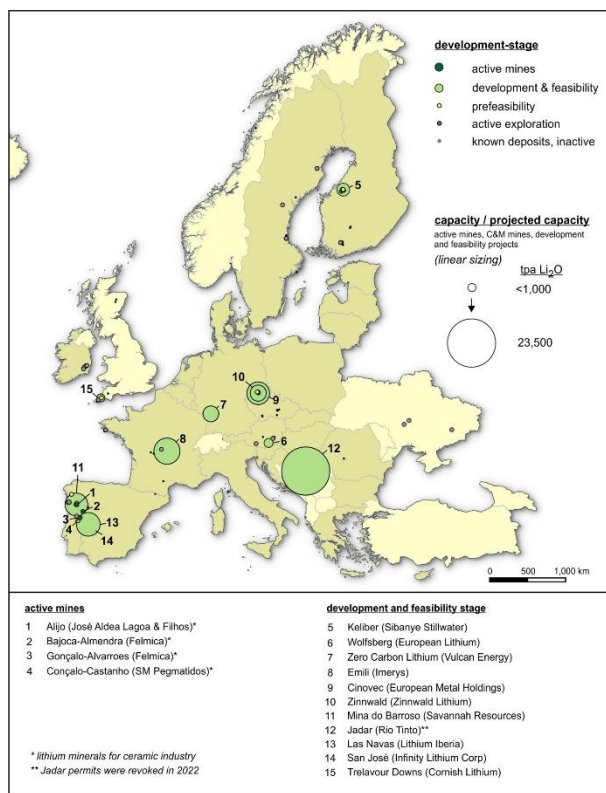 development-stage
active mines
development & feasibility
prefeasibility
active exploration
known deposits, inactive
capacity / projected capacity
active mines, C&M mines, development
and feasibility projects
(linear sizing)
tpa Li₂O
<1,000
23,500
5
15
10
9
7
8
6
12
11
1
2
3
4
13
14
0 500 1,000 km
active mines
1 Alijo (José Aldea Lagoa & Filhos)*
2 Bajoca-Almendra (Felmica)*
3 Gonçalo-Alvarroes (Felmica)*
4 Conçalo-Castanho (SM Pegmatidos)*
* lithium minerals for ceramic industry
** Jadar permits were revoked in 2022
development and feasibility stage
5 Keliber (Sibanye Stillwater)
6 Wolfsberg (European Lithium)
7 Zero Carbon Lithium (Vulcan Energy)
8 Emili (Imerys)
9 Cinovec (European Metal Holdings)
10 Zinnwald (Zinnwald Lithium)
11 Mina do Barroso (Savannah Resources)
12 Jadar (Rio Tinto)**
13 Las Navas (Lithium Iberia)
14 San José (Infinity Lithium Corp)
15 Trelavour Downs (Cornish Lithium)